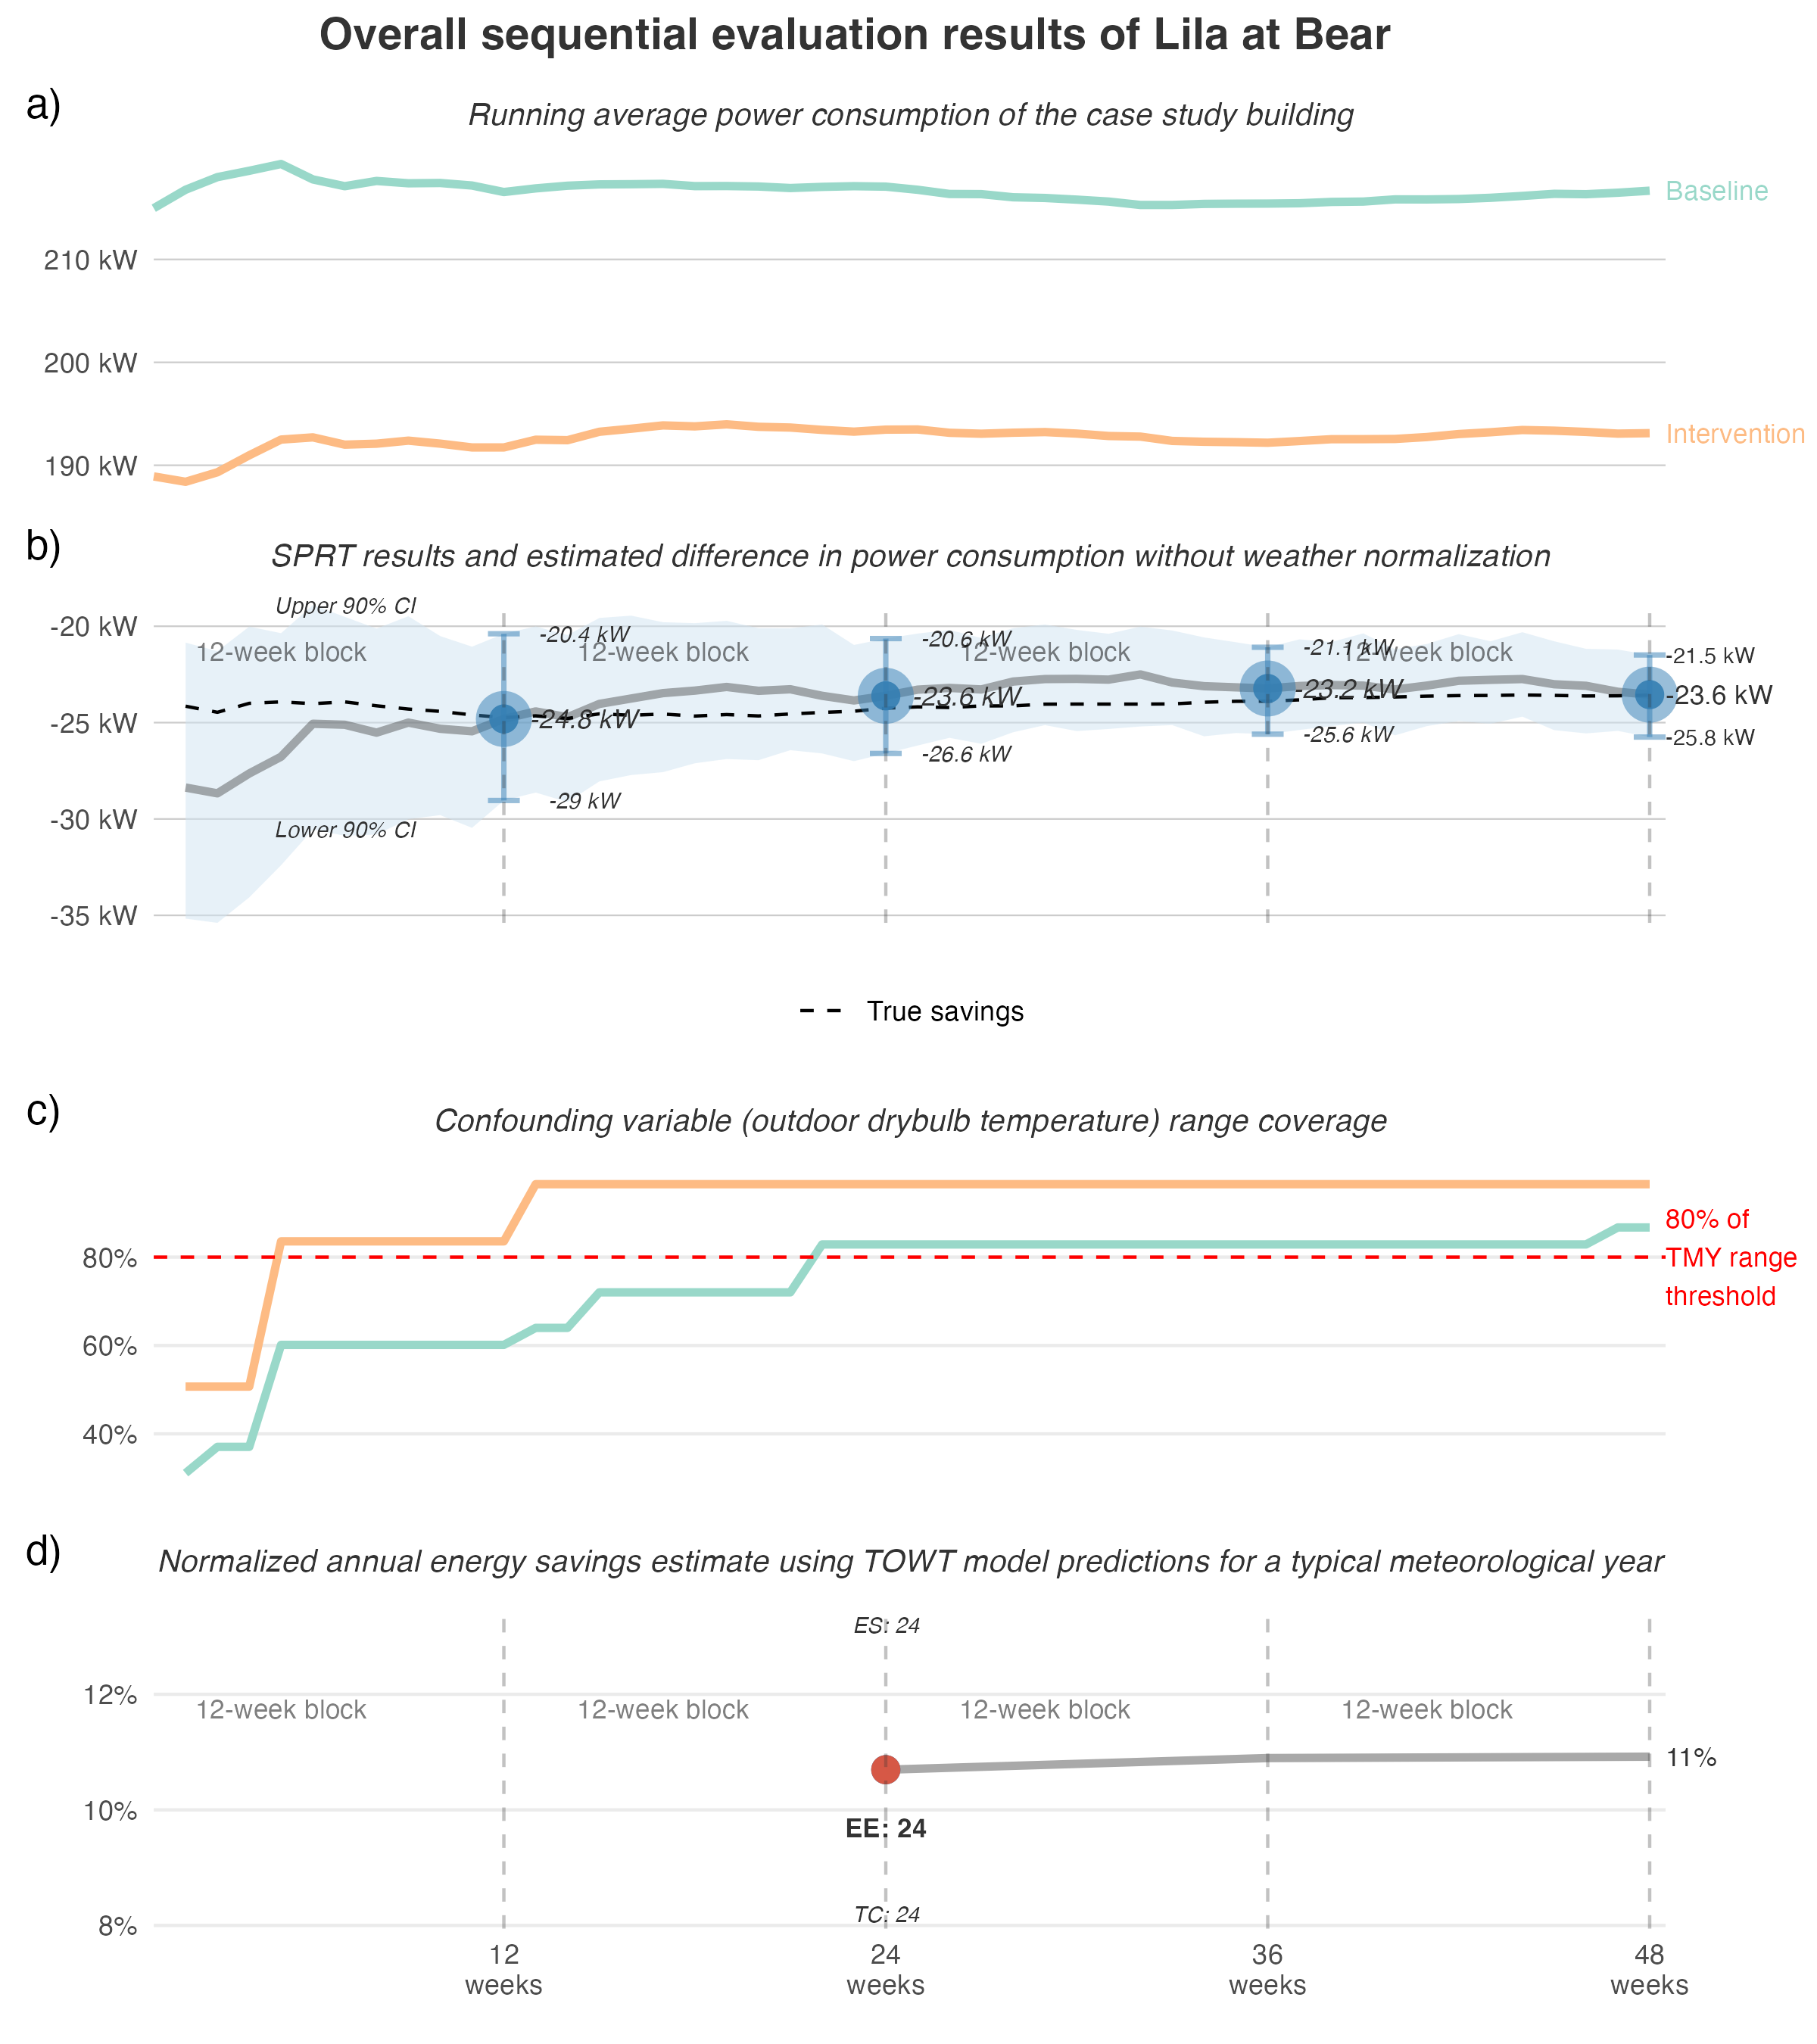 Overall sequential evaluation results of Lila at Bear
a)
Running average power consumption of the case study building
Baseline
210 kW
200 kW
Intervention
190 kW
b)
SPRT results and estimated difference in power consumption without weather normalization
Upper 90% CI
-20 kW
-20.4 kW
-20.6 kW
-21.1 kW
-21.5 kW
12-week block
12-week block
12-week block
12-week block
-24.8 kW
-23.6 kW
-23.2 kW
-23.6 kW
-25 kW
-29 kW
-26.6 kW
-25.6 kW
-25.8 kW
-30 kW
Lower 90% CI
-35 kW
True savings
c)
Confounding variable (outdoor drybulb temperature) range coverage
80% of
TMY range
threshold
80%
60%
40%
d)
Normalized annual energy savings estimate using TOWT model predictions for a typical meteorological year
ES: 24
12%
12-week block
12-week block
12-week block
12-week block
11%
10%
EE: 24
TC: 24
8%
12
weeks
24
weeks
36
weeks
48
weeks